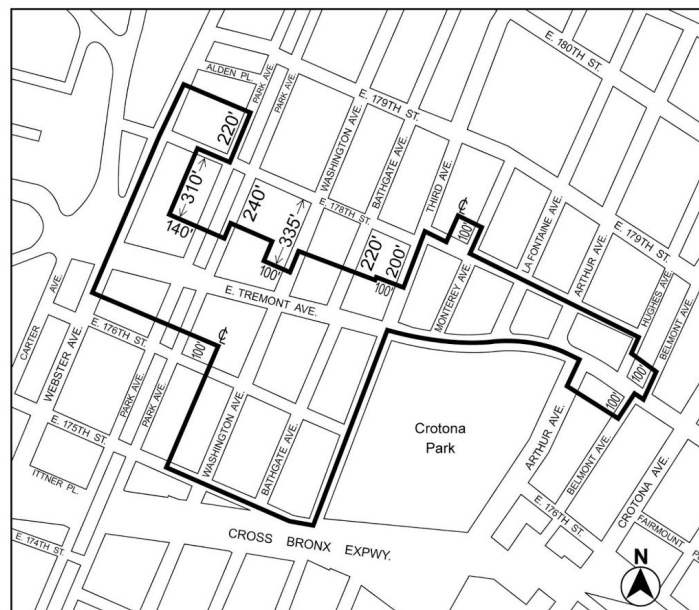 E. 180TH ST.
ALDEN PL.
PARK AVE.
PARK AVE.
E. 179TH ST.
220'
WASHINGTON AVE.
BATHGATE AVE.
THIRD AVE.
310'
240'
E. 178TH ST.
℄
100'
LA FONTAINE AVE.
E. 179TH ST.
140'
335'
ARTHUR AVE.
220'
200'
100'
100'
HUGHES AVE.
MONTEREY AVE.
BELMONT AVE.
E. TREMONT AVE.
CARTER AVE.
WEBSTER AVE.
E. 176TH ST.
℄
100'
100'
100'
PARK AVE.
PARK AVE.
WASHINGTON AVE.
BATHGATE AVE.
Crotona
Park
E. 175TH ST.
ARTHUR AVE.
BELMONT AVE.
CROTONA AVE.
ITTNER PL.
E. 176TH ST.
FAIRMOUNT
E. 174TH ST.
CROSS BRONX EXPWY.
N